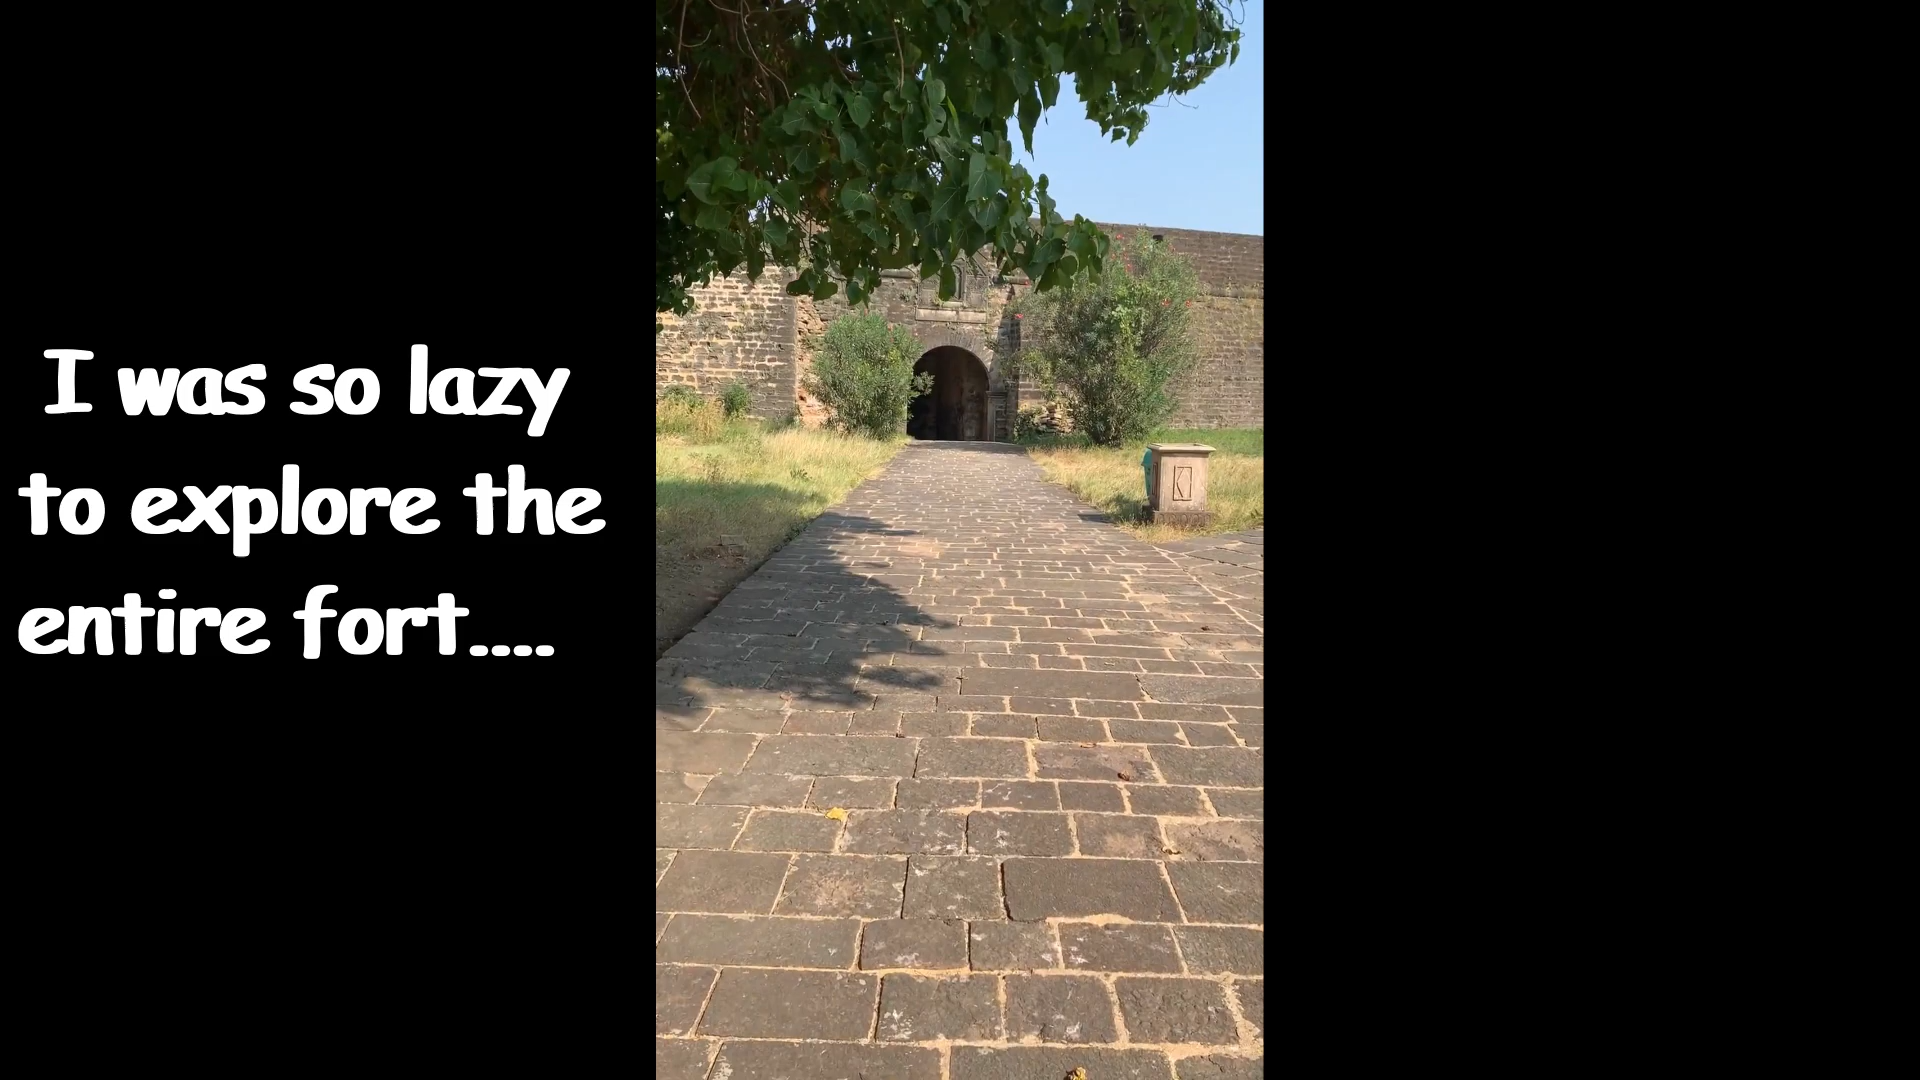 I was so lazy
to explore the
entire fort....